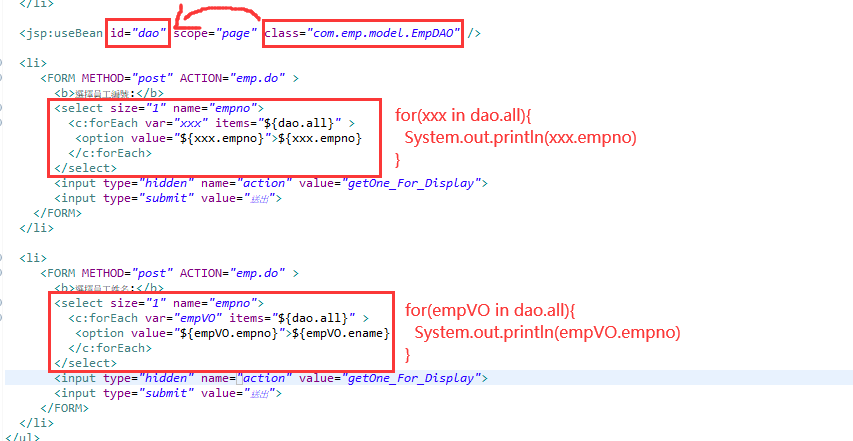 </li>
<jsp:useBean id="dao" scope="page" class="com.emp.model.EmpDAO" />
<li>
<FORM METHOD="post" ACTION="emp.do" >
<b>選擇員工編號:</b>
<select size="1" name="empno">
<c:forEach var="xxx" items="${dao.all}" >
<option value="${xxx.empno}">${xxx.empno}
</c:forEach>
</select>
<input type="hidden" name="action" value="getOne_For_Display">
<input type="submit" value="送出">
</FORM>
</li>
for(xxx in dao.all){
System.out.println(xxx.empno)
}
<li>
<FORM METHOD="post" ACTION="emp.do" >
<b>選擇員工姓名:</b>
<select size="1" name="empno">
<c:forEach var="empVO" items="${dao.all}" >
<option value="${empVO.empno}">${empVO.ename}
</c:forEach>
</select>
<input type="hidden" name="action" value="getOne_For_Display">
<input type="submit" value="送出">
</FORM>
</li>
</ul>
for(empVO in dao.all){
System.out.println(empVO.empno)
}